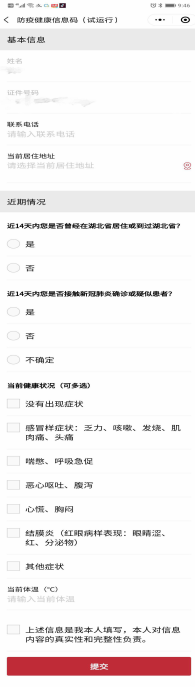 9:46
防疫健康信息码（试运行）
基本信息
姓名
证件号码
联系电话
请输入联系电话
当前居住地址
请选择当前居住地址
近期情况
近14天内您是否曾经在湖北省居住或到过湖北省?
是
否
近14天内您是否接触新冠肺炎确诊或疑似患者?
是
否
不确定
当前健康状况（可多选）
没有出现症状
感冒样症状：乏力、咳嗽、发烧、肌
肉痛、头痛
喘憋、呼吸急促
恶心呕吐、腹泻
心慌、胸闷
结膜炎（红眼病样表现：眼睛涩、
红、分泌物）
其他症状
当前体温（℃）
请输入当前体温
上述信息是我本人填写，本人对信息
内容的真实性和完整性负责。
提交